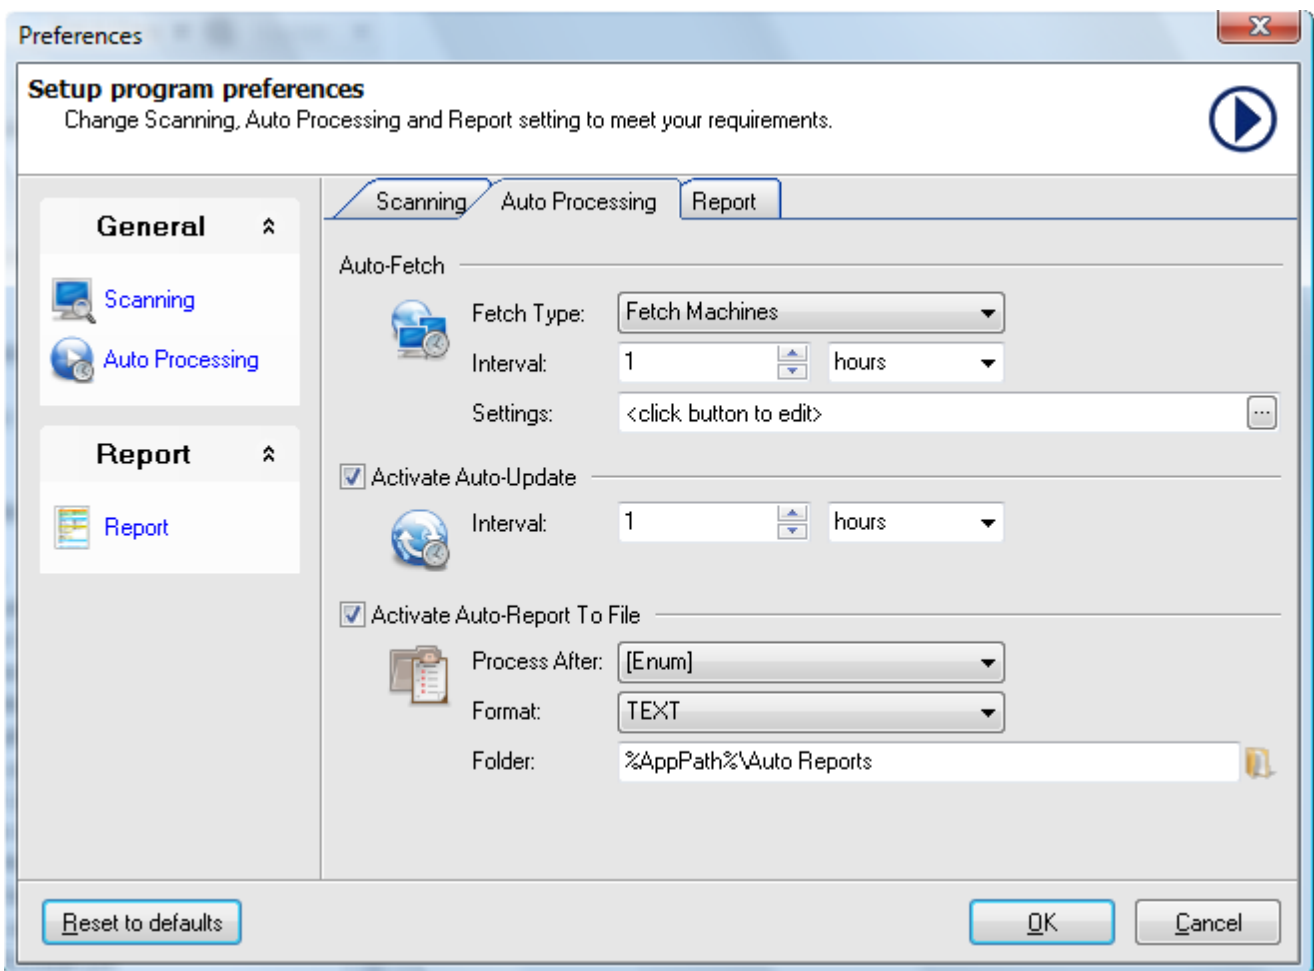 Preferences
Setup program preferences
Change Scanning, Auto Processing and Report setting to meet your requirements.
General
Scanning
Auto Processing
Report
Report
Scanning
Auto Processing
Report
Auto-Fetch
Fetch Type: Fetch Machines
Interval: 1 hours
Settings: <click button to edit> ...
Activate Auto-Update
Interval: 1 hours
Activate Auto-Report To File
Process After: [Enum]
Format: TEXT
Folder: %AppPath%\Auto Reports
Reset to defaults
OK
Cancel